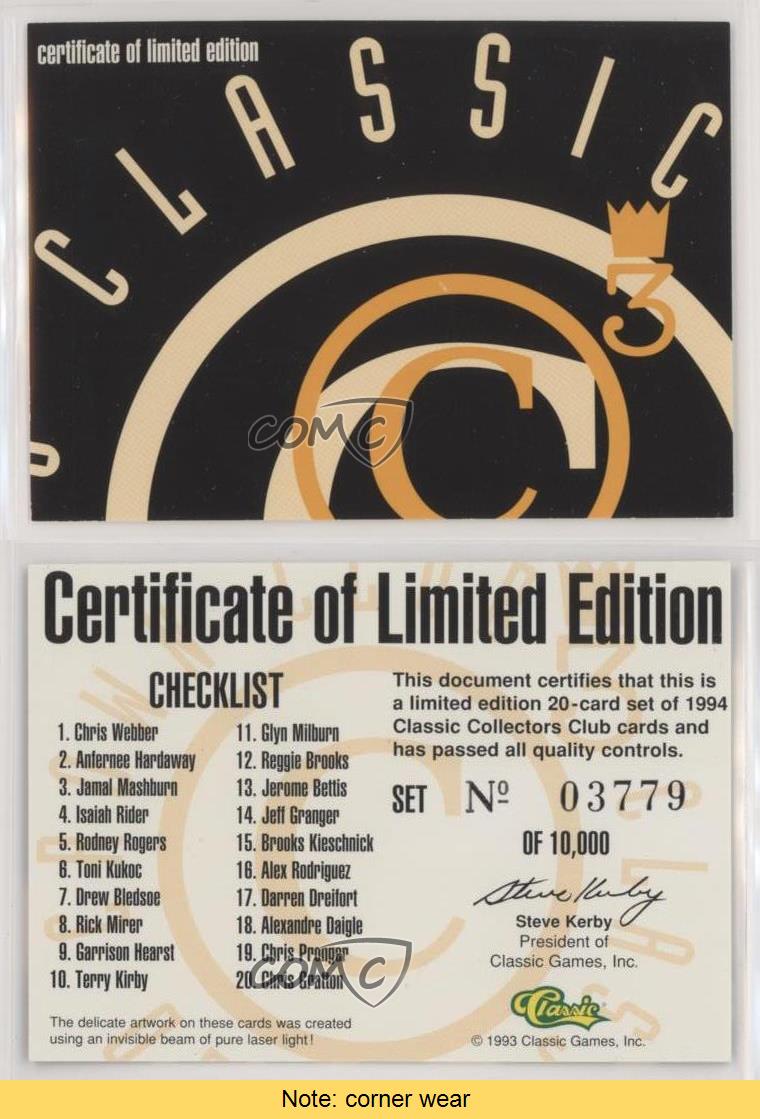 certificate of limited edition
CLASSIC
3
C
COMC
Certificate of Limited Edition
CHECKLIST
1. Chris Webber
2. Anfernee Hardaway
3. Jamal Mashburn
4. Isaiah Rider
5. Rodney Rogers
6. Toni Kukoc
7. Drew Bledsoe
8. Rick Mirer
9. Garrison Hearst
10. Terry Kirby
11. Glyn Milburn
12. Reggie Brooks
13. Jerome Bettis
14. Jeff Granger
15. Brooks Kieschnick
16. Alex Rodriguez
17. Darren Dreifort
18. Alexandre Daigle
19. Chris Pronger
20. Chris Gratton
COMC
The delicate artwork on these cards was created
using an invisible beam of pure laser light!
This document certifies that this is
a limited edition 20-card set of 1994
Classic Collectors Club cards and
has passed all quality controls.
SET Nº 03779
OF 10,000
Steve Kerby
Steve Kerby
President of
Classic Games, Inc.
Classic
© 1993 Classic Games, Inc.
Note: corner wear